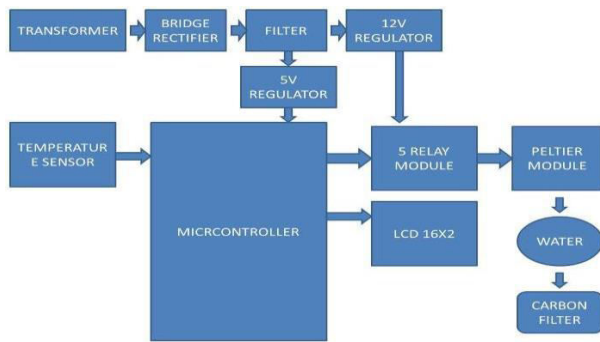 TRANSFORMER
BRIDGE
RECTIFIER
FILTER
12V
REGULATOR
5V
REGULATOR
TEMPERATUR
E SENSOR
MICRCONTROLLER
5 RELAY
MODULE
PELTIER
MODULE
LCD 16X2
WATER
CARBON
FILTER